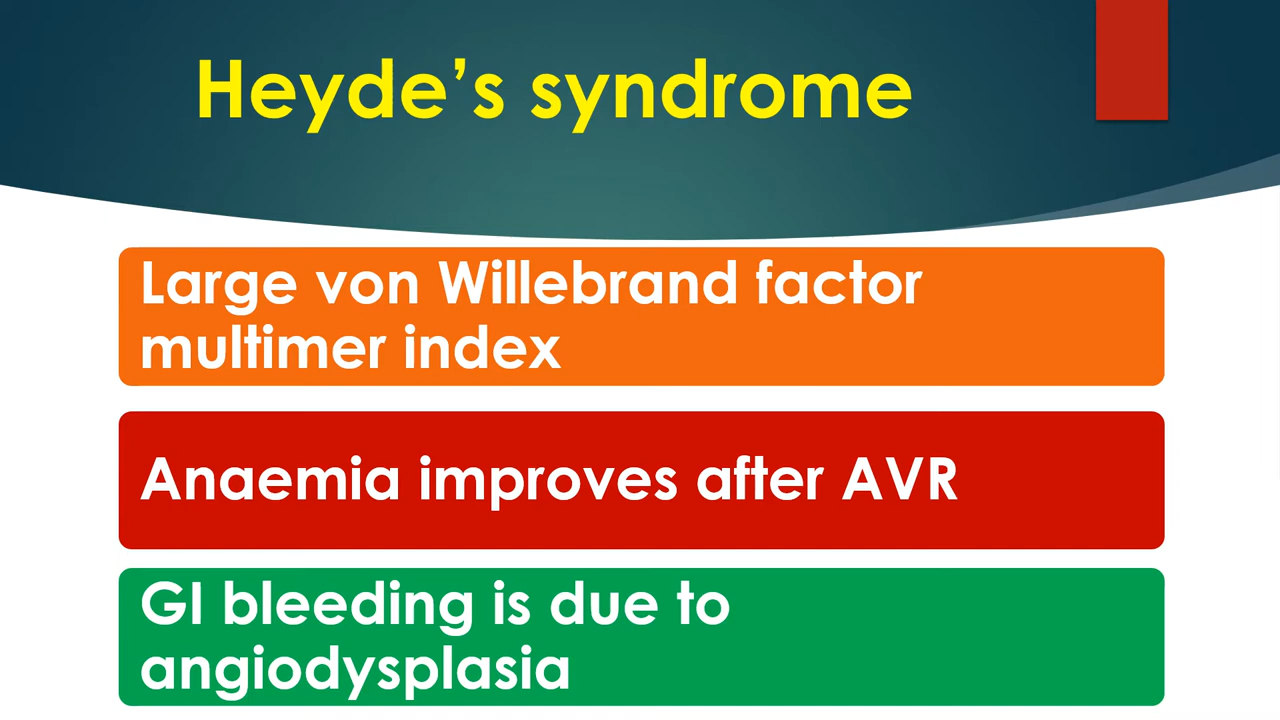 Heyde’s syndrome
Large von Willebrand factor
multimer index
Anaemia improves after AVR
GI bleeding is due to
angiodysplasia